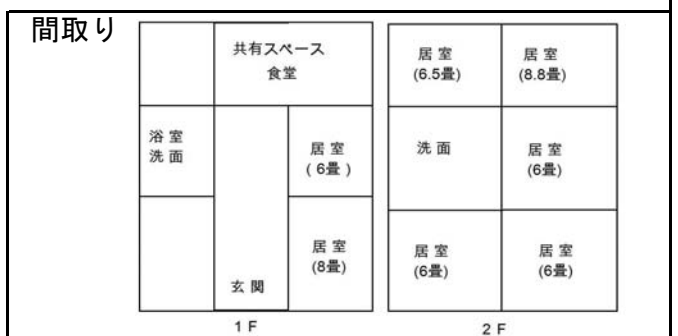 間取り
共有スペース
食堂
浴室
洗面
居室
(6畳)
居室
(8畳)
玄関
1F
居室
(6.5畳)
居室
(8.8畳)
洗面
居室
(6畳)
居室
(6畳)
居室
(6畳)
2F